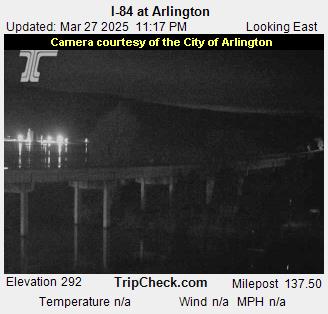 I-84 at Arlington
Updated: Mar 27 2025 11:17 PM Looking East
Camera courtesy of the City of Arlington
Elevation 292 TripCheck.com Milepost 137.50
Temperature n/a Wind n/a MPH n/a